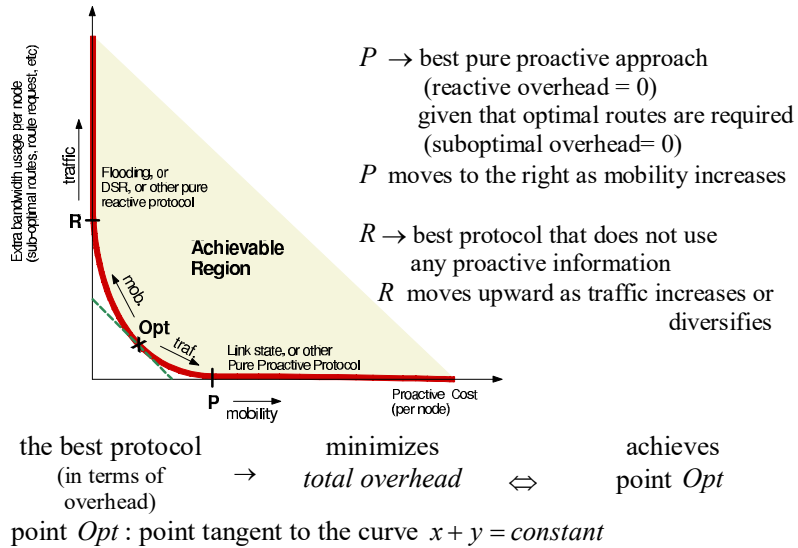 Extra bandwidth usage per node
(sub-optimal routes, route request, etc)
traffic
Flooding, or
DSR, or other pure
reactive protocol
R
Achievable
Region
mob.
Opt
traf.
Link state, or other
Pure Proactive Protocol
P
mobility
Proactive Cost
(per node)
P → best pure proactive approach
(reactive overhead = 0)
given that optimal routes are required
(suboptimal overhead= 0)
P moves to the right as mobility increases
R → best protocol that does not use
any proactive information
R moves upward as traffic increases or
diversifies
the best protocol
(in terms of
overhead)
→
minimizes
total overhead
⇔
achieves
point Opt
point Opt : point tangent to the curve x + y = constant